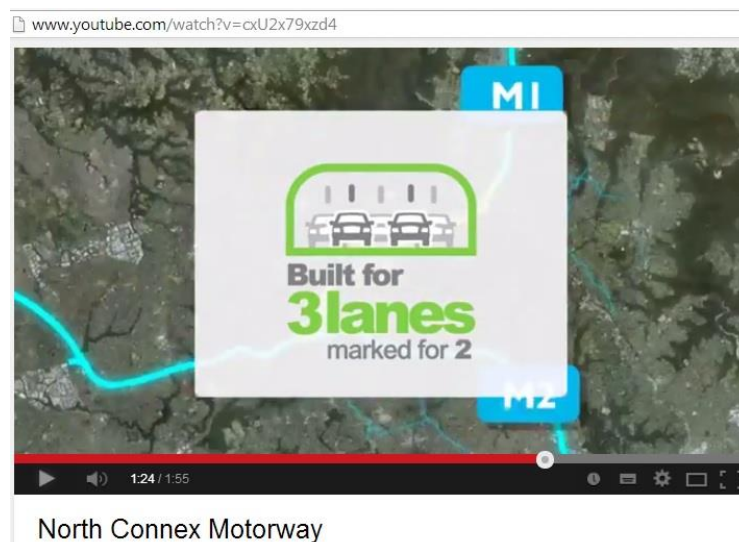 www.youtube.com/watch?v=cxU2x79xzd4
M1
Built for
3lanes
marked for 2
M2
1:24 / 1:55
North Connex Motorway